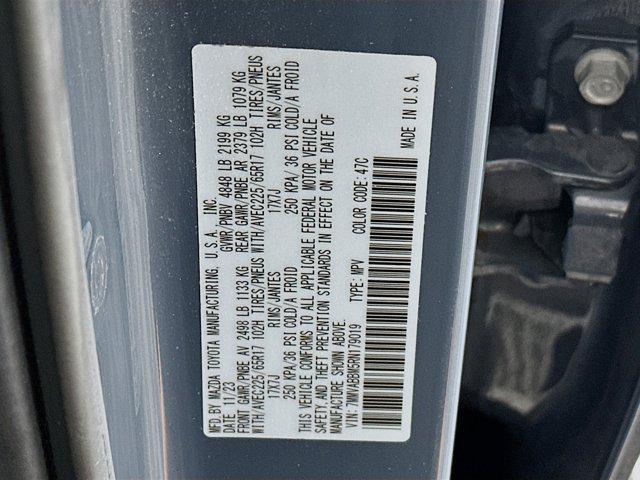 MFD.BY MAZDA TOYOTA MANUFACTURING, U.S.A., INC.
DATE 11/23 GVWR/PNBV 4848 LB 2199 KG
FRONT GAWR/PNBE AV 2498 LB 1133 KG REAR GAWR/PNBE AR 2379 LB 1079 KG
WITH/AVEC225/65R17 102H TIRES/PNEUS WITH/AVEC225/65R17 102H TIRES/PNEUS
17X7J RIMS/JANTES 17X7J RIMS/JANTES
250 KPA/36 PSI COLD/A FROID 250 KPA/ 36 PSI COLD/A FROID
THIS VEHICLE CONFORMS TO ALL APPLICABLE FEDERAL MOTOR VEHICLE
SAFETY, AND THEFT PREVENTION STANDARDS IN EFFECT ON THE DATE OF
MANUFACTURE SHOWN ABOVE.
VIN: 7MMVABBM5RN179019 TYPE: MPV COLOR CODE: 47C
MADE IN U.S.A.